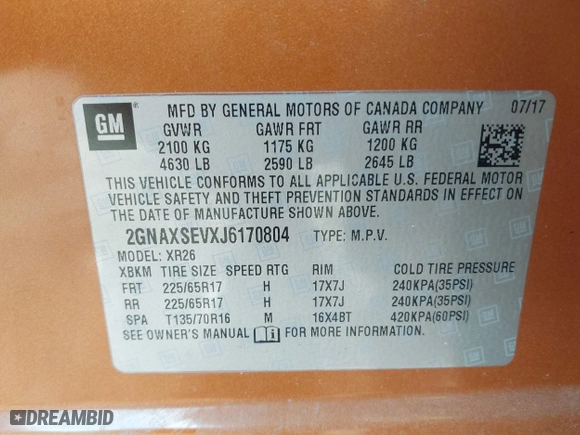 GM
®
MFD BY GENERAL MOTORS OF CANADA COMPANY 07/17
GVWR GAWR FRT GAWR RR
2100 KG 1175 KG 1200 KG
4630 LB 2590 LB 2645 LB
THIS VEHICLE CONFORMS TO ALL APPLICABLE U.S. FEDERAL MOTOR
VEHICLE SAFETY AND THEFT PREVENTION STANDARDS IN EFFECT ON
THE DATE OF MANUFACTURE SHOWN ABOVE.
2GNAXSEVXJ6170804 TYPE: M.P.V.
MODEL: XR26
XBKM TIRE SIZE SPEED RTG RIM COLD TIRE PRESSURE
FRT 225/65R17 H 17X7J 240KPA(35PSI)
RR 225/65R17 H 17X7J 240KPA(35PSI)
SPA T135/70R16 M 16X4BT 420KPA(60PSI)
SEE OWNER'S MANUAL i FOR MORE INFORMATION.
DREAMBID